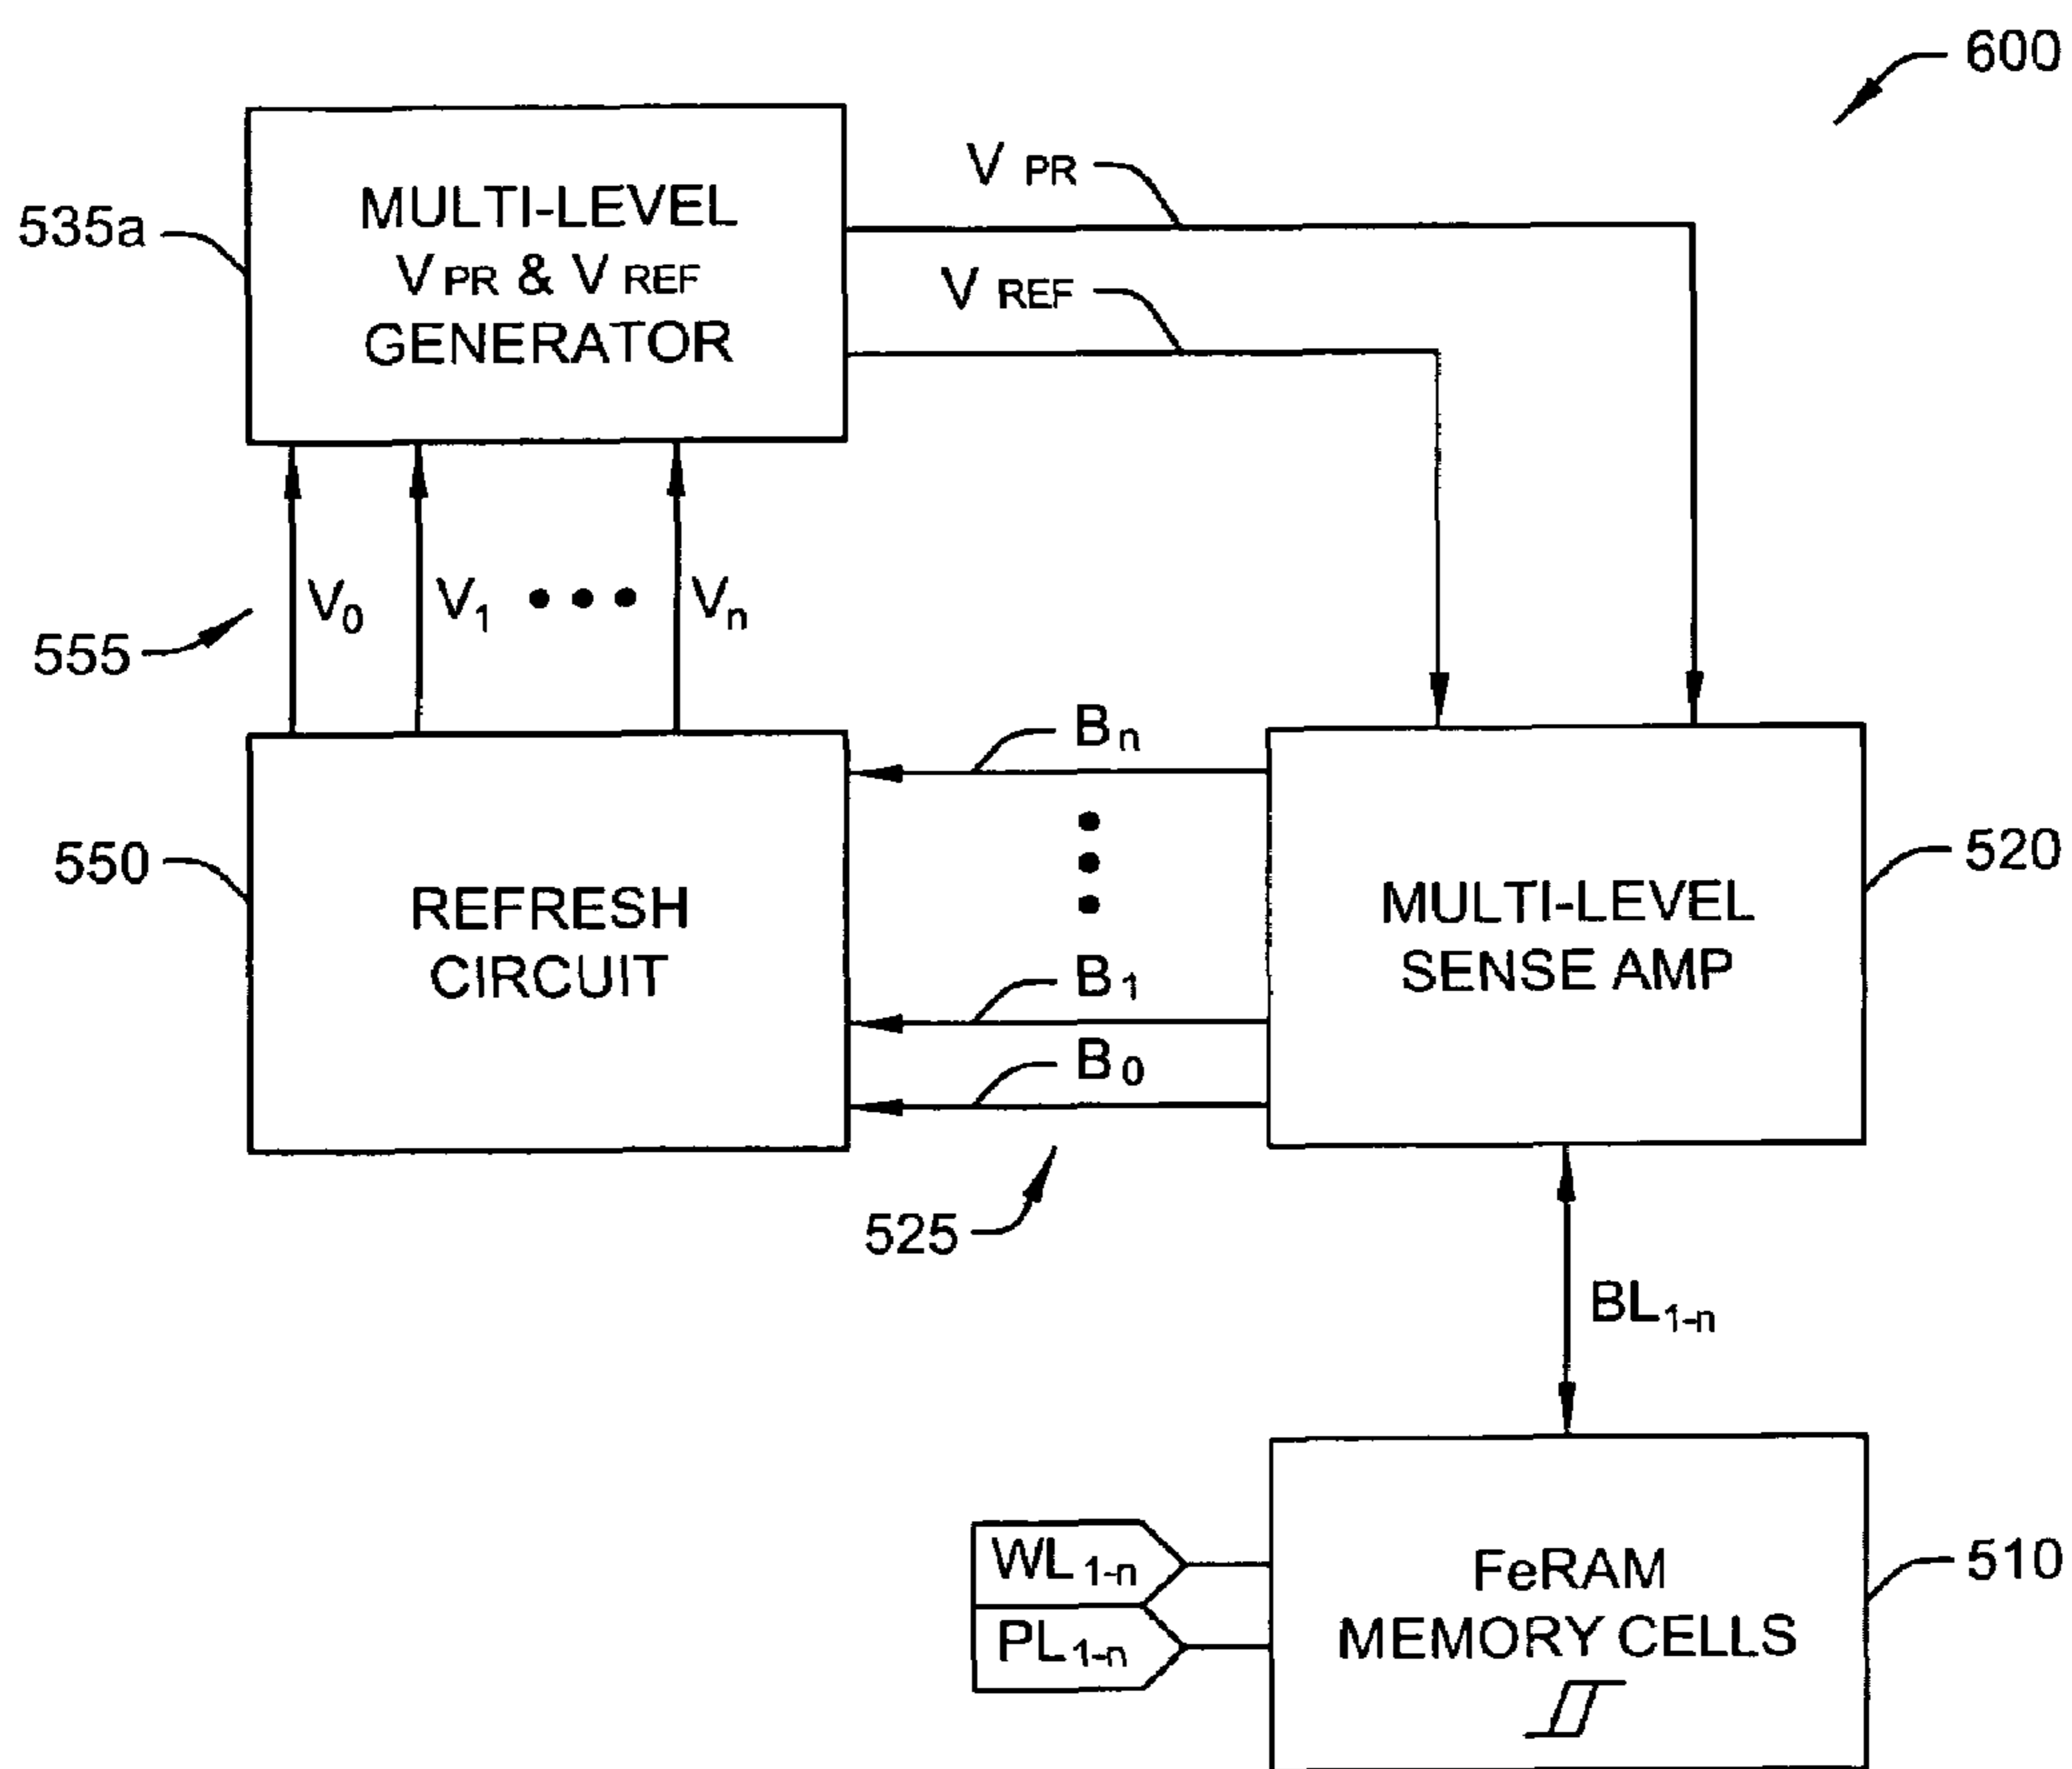 600
V PR
535a
MULTI-LEVEL
V PR & V REF
GENERATOR
V REF
555
V0
V1 • • •
Vn
Bn
550
REFRESH
CIRCUIT
520
MULTI-LEVEL
SENSE AMP
B1
B0
525
BL1-n
WL1-n
PL1-n
510
FeRAM
MEMORY CELLS